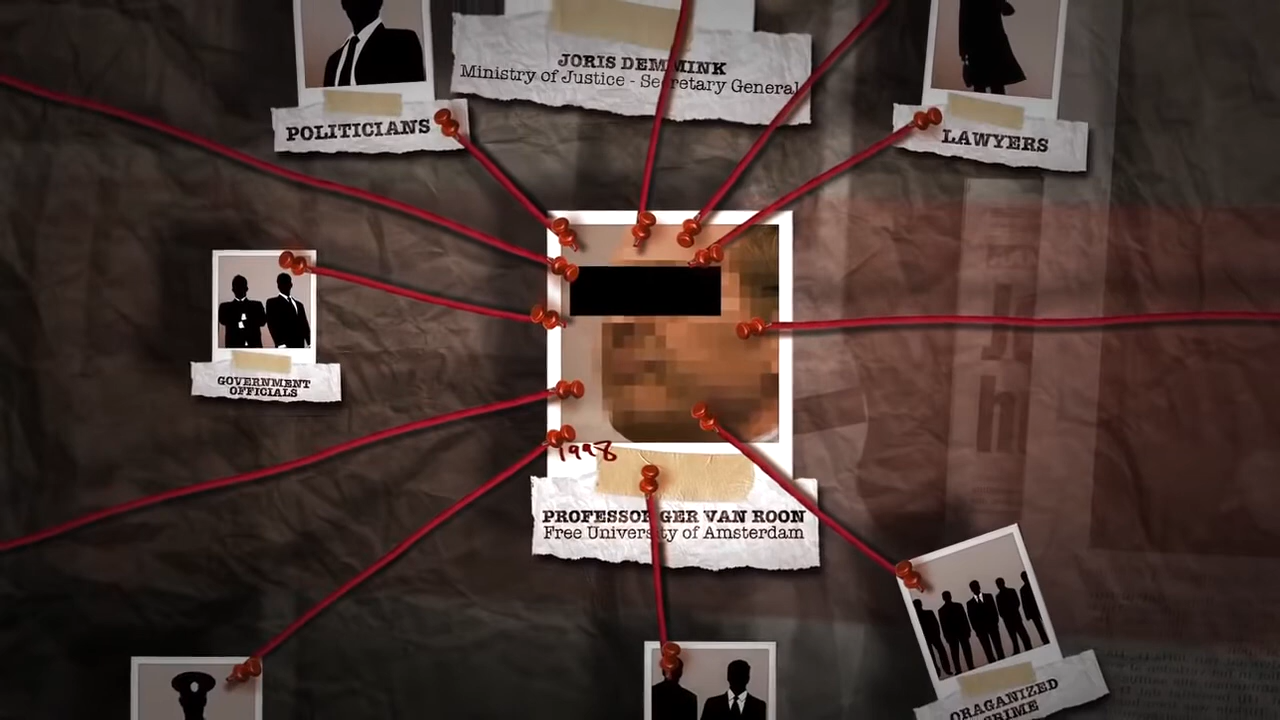 JORIS DEMMINK
Ministry of Justice - Secretary General
POLITICIANS
LAWYERS
GOVERNMENT
OFFICIALS
1998
PROFESSOR GER VAN ROON
Free University of Amsterdam
ORAGANIZED
CRIME